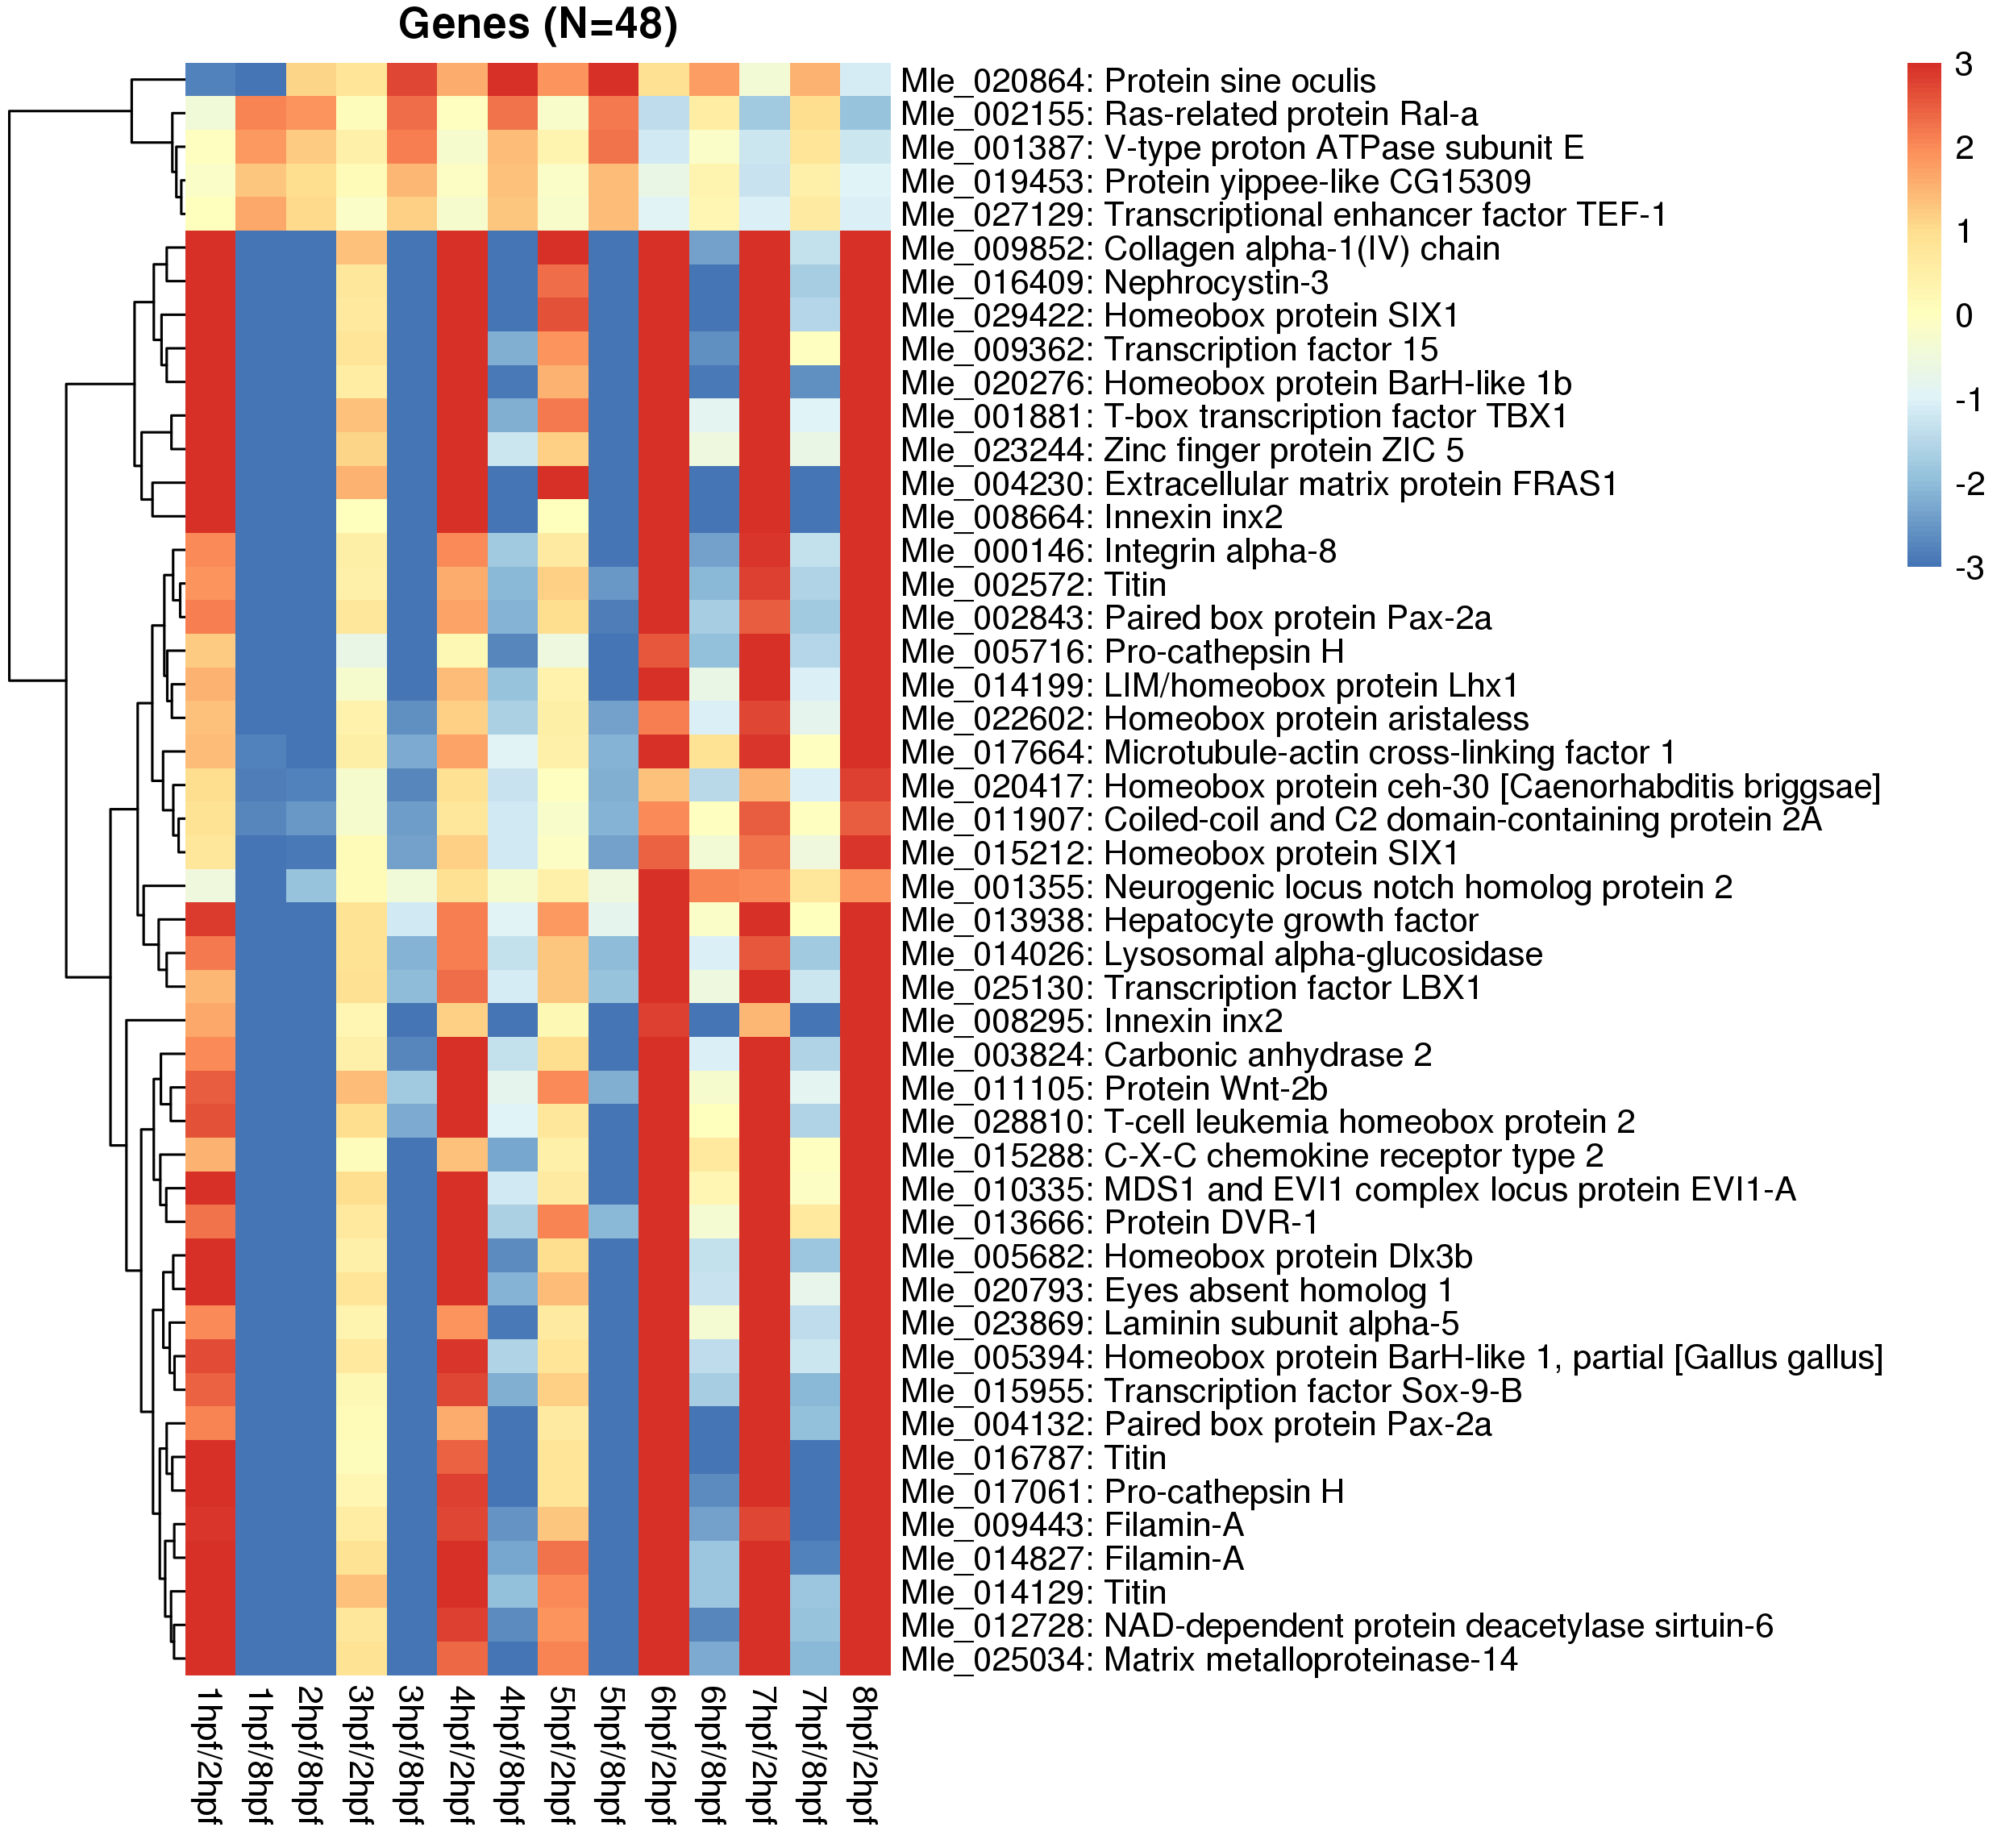 Genes (N=48)
Mle_020864: Protein sine oculis
Mle_002155: Ras-related protein Ral-a
Mle_001387: V-type proton ATPase subunit E
Mle_019453: Protein yippee-like CG15309
Mle_027129: Transcriptional enhancer factor TEF-1
Mle_009852: Collagen alpha-1(IV) chain
Mle_016409: Nephrocystin-3
Mle_029422: Homeobox protein SIX1
Mle_009362: Transcription factor 15
Mle_020276: Homeobox protein BarH-like 1b
Mle_001881: T-box transcription factor TBX1
Mle_023244: Zinc finger protein ZIC 5
Mle_004230: Extracellular matrix protein FRAS1
Mle_008664: Innexin inx2
Mle_000146: Integrin alpha-8
Mle_002572: Titin
Mle_002843: Paired box protein Pax-2a
Mle_005716: Pro-cathepsin H
Mle_014199: LIM/homeobox protein Lhx1
Mle_022602: Homeobox protein aristaless
Mle_017664: Microtubule-actin cross-linking factor 1
Mle_020417: Homeobox protein ceh-30 [Caenorhabditis briggsae]
Mle_011907: Coiled-coil and C2 domain-containing protein 2A
Mle_015212: Homeobox protein SIX1
Mle_001355: Neurogenic locus notch homolog protein 2
Mle_013938: Hepatocyte growth factor
Mle_014026: Lysosomal alpha-glucosidase
Mle_025130: Transcription factor LBX1
Mle_008295: Innexin inx2
Mle_003824: Carbonic anhydrase 2
Mle_011105: Protein Wnt-2b
Mle_028810: T-cell leukemia homeobox protein 2
Mle_015288: C-X-C chemokine receptor type 2
Mle_010335: MDS1 and EVI1 complex locus protein EVI1-A
Mle_013666: Protein DVR-1
Mle_005682: Homeobox protein Dlx3b
Mle_020793: Eyes absent homolog 1
Mle_023869: Laminin subunit alpha-5
Mle_005394: Homeobox protein BarH-like 1, partial [Gallus gallus]
Mle_015955: Transcription factor Sox-9-B
Mle_004132: Paired box protein Pax-2a
Mle_016787: Titin
Mle_017061: Pro-cathepsin H
Mle_009443: Filamin-A
Mle_014827: Filamin-A
Mle_014129: Titin
Mle_012728: NAD-dependent protein deacetylase sirtuin-6
Mle_025034: Matrix metalloproteinase-14
1hpf/2hpf
1hpf/8hpf
2hpf/8hpf
3hpf/2hpf
3hpf/8hpf
4hpf/2hpf
4hpf/8hpf
5hpf/2hpf
5hpf/8hpf
6hpf/2hpf
6hpf/8hpf
7hpf/2hpf
7hpf/8hpf
8hpf/2hpf
3
2
1
0
-1
-2
-3